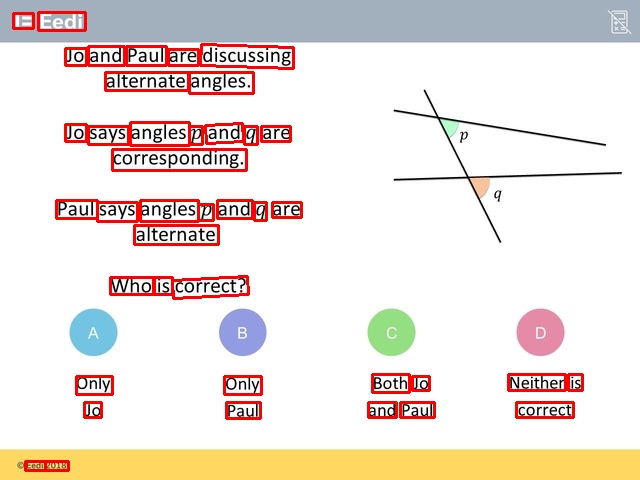 Eedi
Jo and Paul are discussing
alternate angles.
Jo says angles p and q are
corresponding.
Paul says angles p and q are
alternate
Who is correct?
p
q
A
B
C
D
Only
Jo
Only
Paul
Both Jo
and Paul
Neither is
correct
© Eedi 2018